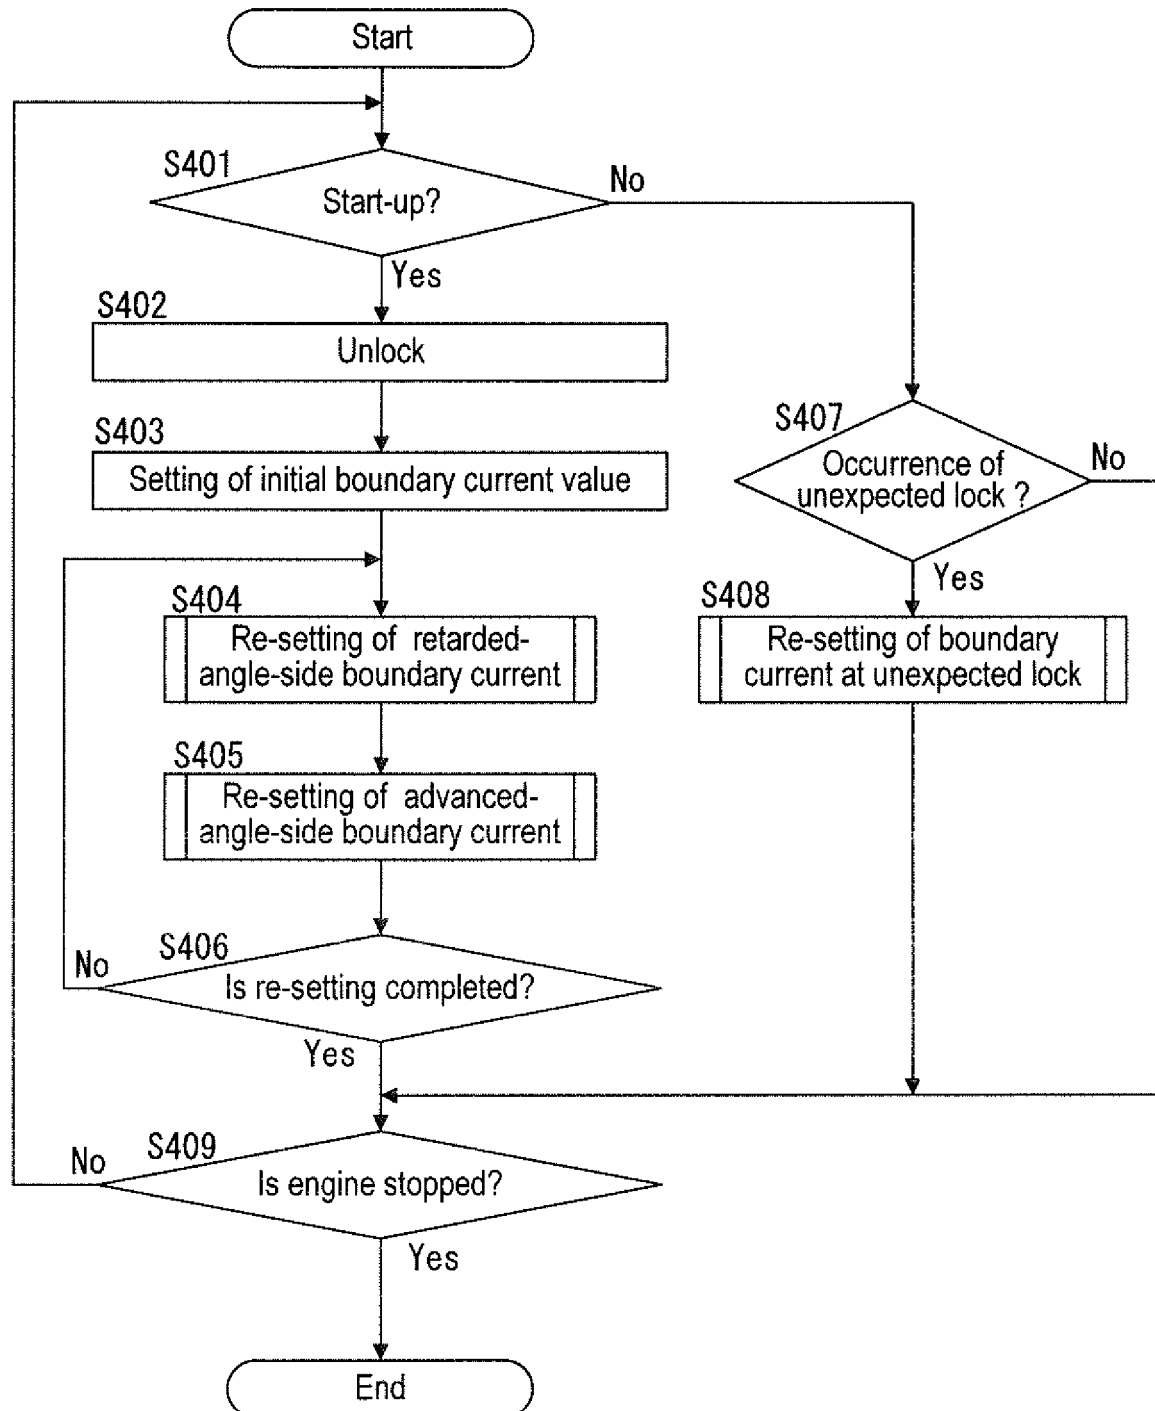 Start
S401
Start-up?
No
Yes
S402
Unlock
S403
Setting of initial boundary current value
S407
Occurrence of
unexpected lock ?
No
Yes
S404
Re-setting of retarded-
angle-side boundary current
S408
Re-setting of boundary
current at unexpected lock
S405
Re-setting of advanced-
angle-side boundary current
S406
No
Is re-setting completed?
Yes
S409
No
Is engine stopped?
Yes
End